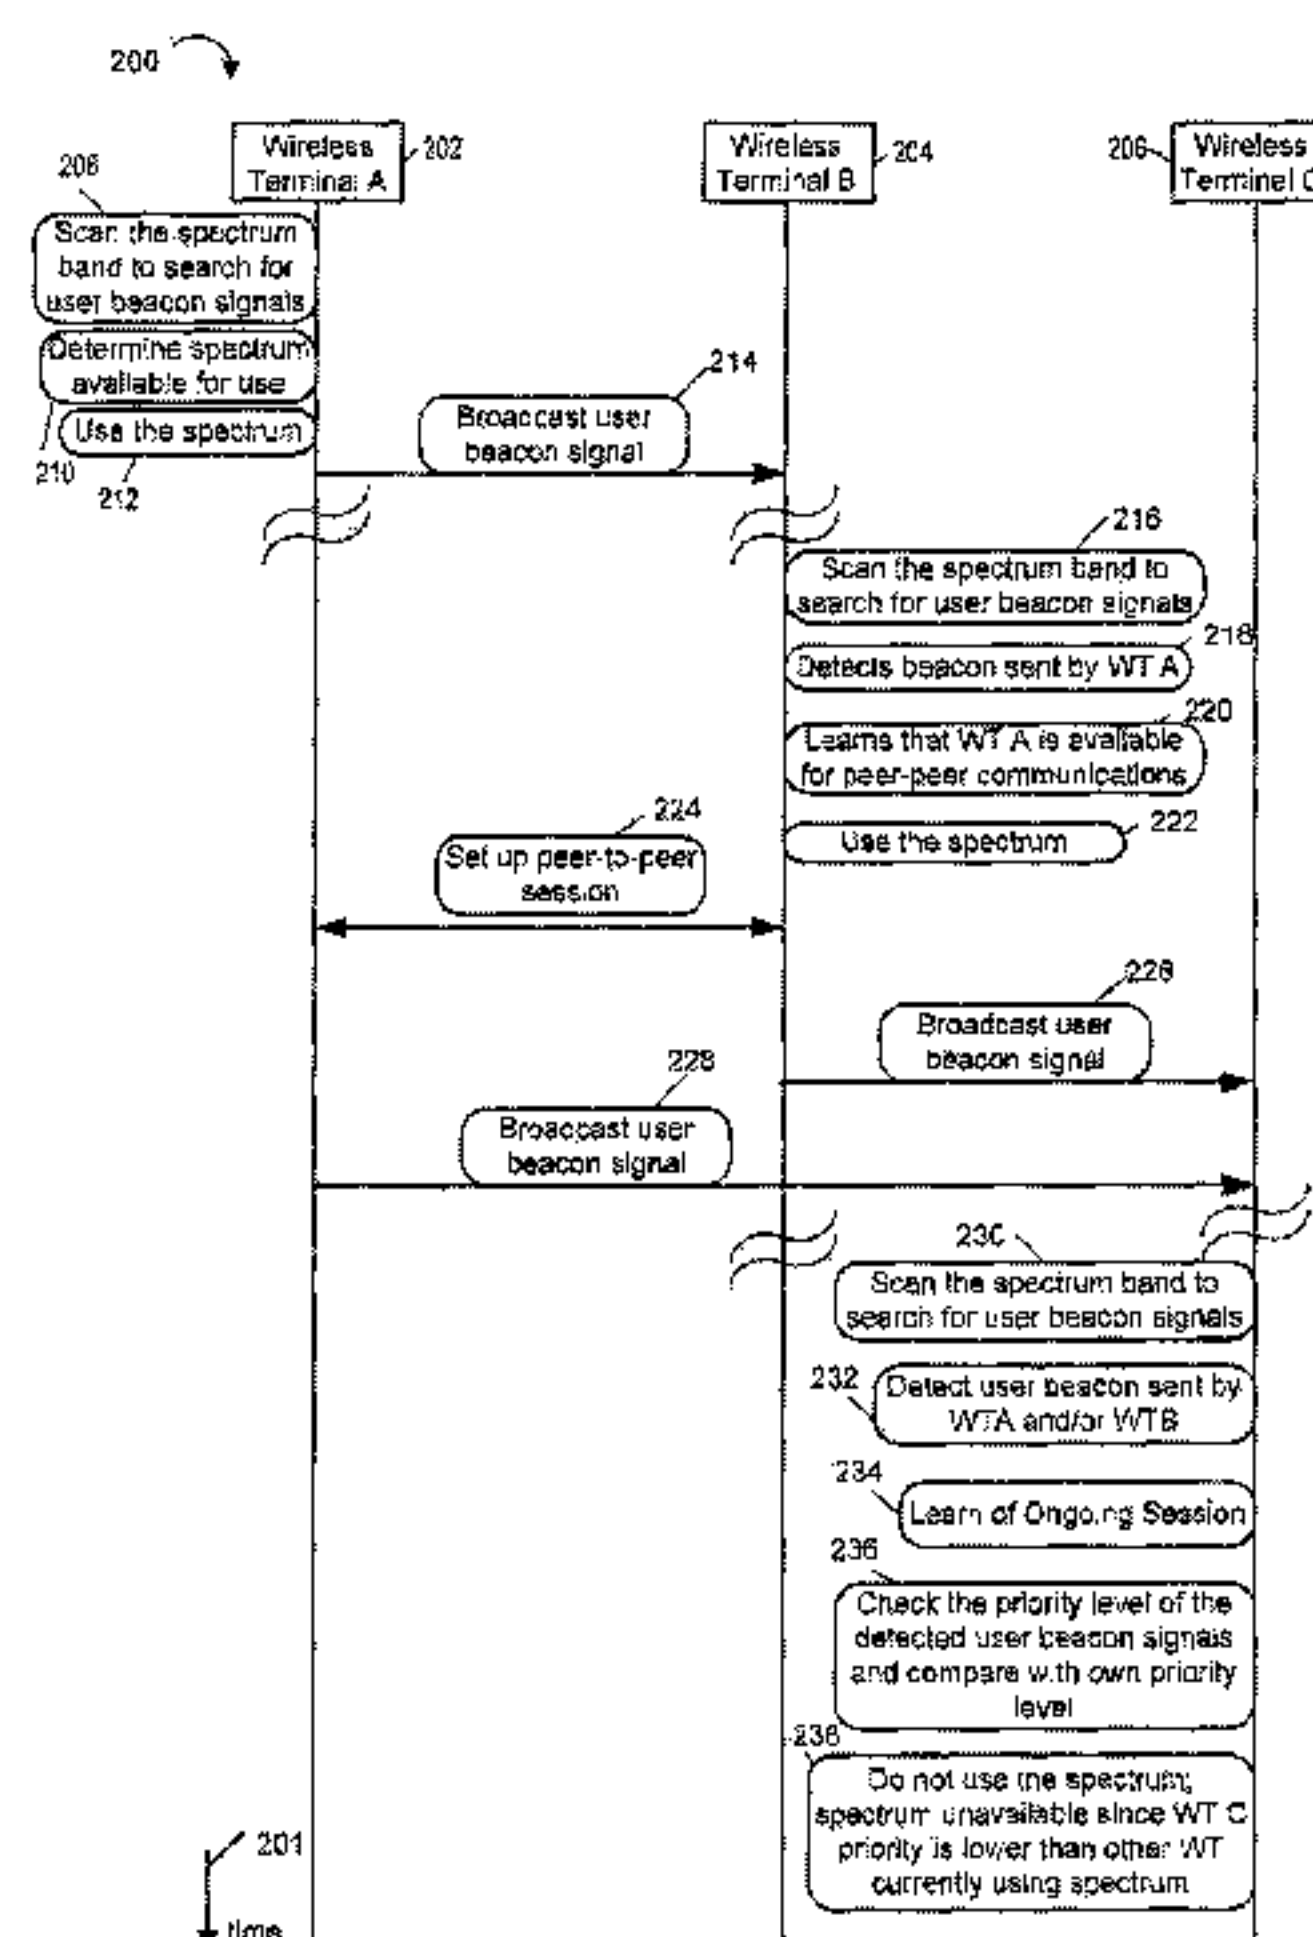 200
Wireless
Terminal A
202
Wireless
Terminal B
204
206
Wireless
Terminal C
208
Scan the spectrum
band to search for
user beacon signals
Determine spectrum
available for use
Use the spectrum
210
212
214
Broadcast user
beacon signal
216
Scan the spectrum band to
search for user beacon signals
218
Detects beacon sent by WT A
220
Learns that WT A is available
for peer-peer communications
222
Use the spectrum
224
Set up peer-to-peer
session
226
Broadcast user
beacon signal
228
Broadcast user
beacon signal
230
Scan the spectrum band to
search for user beacon signals
232
Detect user beacon sent by
WTA and/or WTB
234
Learn of Ongoing Session
236
Check the priority level of the
detected user beacon signals
and compare with own priority
level
238
Do not use the spectrum;
spectrum unavailable since WT C
priority is lower than other WT
currently using spectrum
201
time